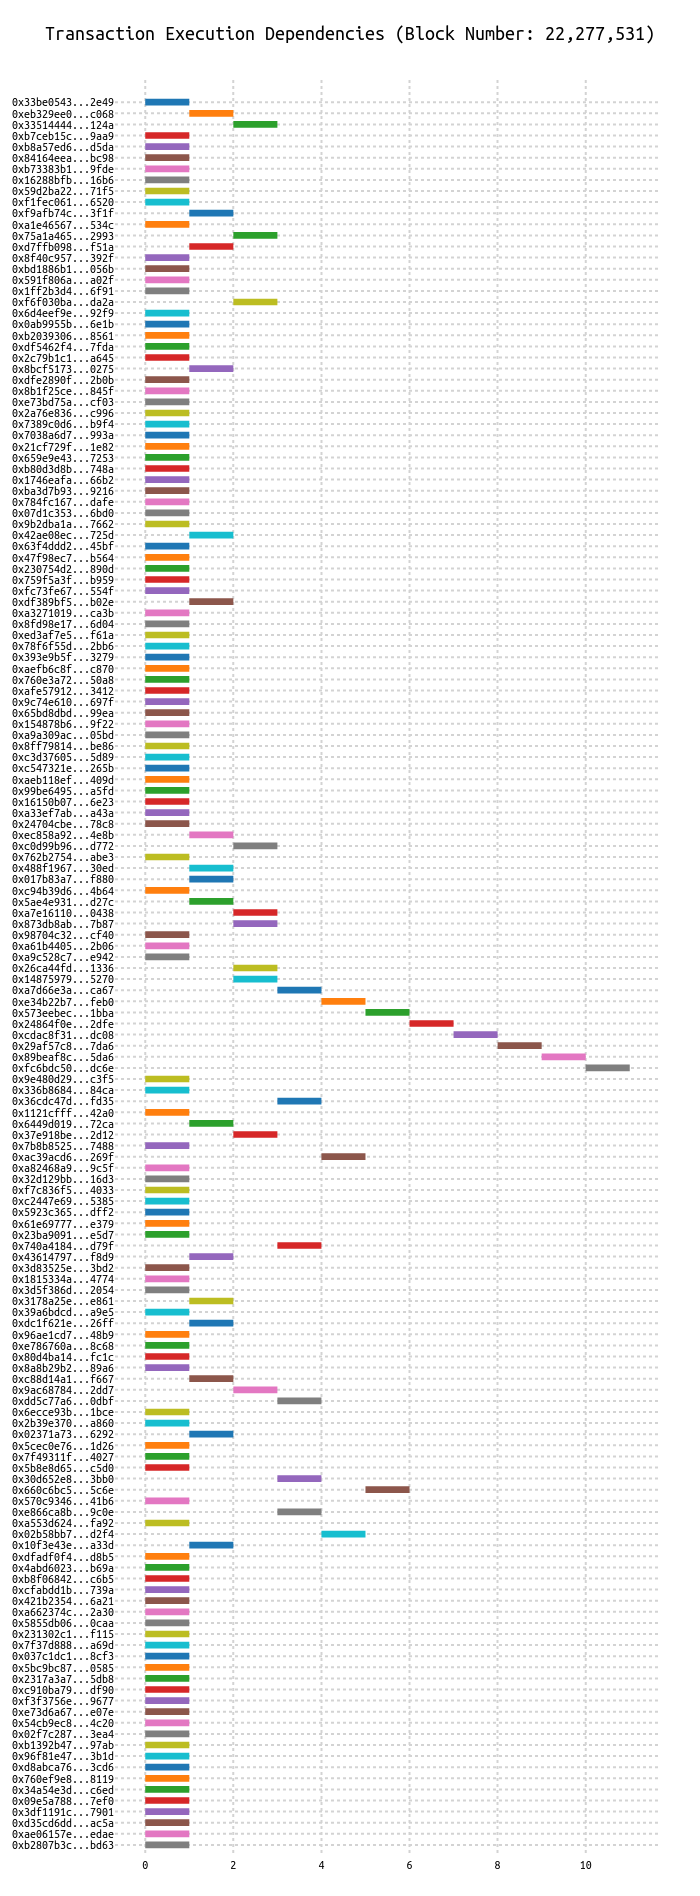 Transaction Execution Dependencies (Block Number: 22,277,531)
0x33be0543...2e49
0xeb329ee0...c068
0x33514444...124a
0xb7ceb15c...9aa9
0xb8a57ed6...d5da
0x84164eea...bc98
0xb73383b1...9fde
0x16288bfb...16b6
0x59d2ba22...71f5
0xf1fec061...6520
0xf9afb74c...3f1f
0xa1e46567...534c
0x75a1a465...2993
0xd7ffb098...f51a
0x8f40c957...392f
0xbd1886b1...056b
0x591f806a...a02f
0x1ff2b3d4...6f91
0xf6f030ba...da2a
0x6d4eef9e...92f9
0x0ab9955b...6e1b
0xb2039306...8561
0xdf5462f4...7fda
0x2c79b1c1...a645
0x8bcf5173...0275
0xdfe2890f...2b0b
0x8b1f25ce...845f
0xe73bd75a...cf03
0x2a76e836...c996
0x7389c0d6...b9f4
0x7038a6d7...993a
0x21cf729f...1e82
0x659e9e43...7253
0xb80d3d8b...748a
0x1746eafa...66b2
0xba3d7b93...9216
0x784fc167...dafe
0x07d1c353...6bd0
0x9b2dba1a...7662
0x42ae08ec...725d
0x63f4ddd2...45bf
0x47f98ec7...b564
0x230754d2...890d
0x759f5a3f...b959
0xfc73fe67...554f
0xdf389bf5...b02e
0xa3271019...ca3b
0x8fd98e17...6d04
0xed3af7e5...f61a
0x78f6f55d...2bb6
0x393e9b5f...3279
0xaefb6c8f...c870
0x760e3a72...50a8
0xafe57912...3412
0x9c74e610...697f
0x65bd8dbd...99ea
0x154878b6...9f22
0xa9a309ac...05bd
0x8ff79814...be86
0xc3d37605...5d89
0xc547321e...265b
0xaeb118ef...409d
0x99be6495...a5fd
0x16150b07...6e23
0xa33ef7ab...a43a
0x24704cbe...78c8
0xec858a92...4e8b
0xc0d99b96...d772
0x762b2754...abe3
0x488f1967...30ed
0x017b83a7...f880
0xc94b39d6...4b64
0x5ae4e931...d27c
0xa7e16110...0438
0x873db8ab...7b87
0x98704c32...cf40
0xa61b4405...2b06
0xa9c528c7...e942
0x26ca44fd...1336
0x14875979...5270
0xa7d66e3a...ca67
0xe34b22b7...feb0
0x573eebec...1bba
0x24864f0e...2dfe
0xcdac8f31...dc08
0x29af57c8...7da6
0x89beaf8c...5da6
0xfc6bdc50...dc6e
0x9e480d29...c3f5
0x336b8684...84ca
0x36cdc47d...fd35
0x1121cfff...42a0
0x6449d019...72ca
0x37e918be...2d12
0x7b8b8525...7488
0xac39acd6...269f
0xa82468a9...9c5f
0x32d129bb...16d3
0xf7c836f5...4033
0xc2447e69...5385
0x5923c365...dff2
0x61e69777...e379
0x23ba9091...e5d7
0x740a4184...d79f
0x43614797...f8d9
0x3d83525e...3bd2
0x1815334a...4774
0x3d5f386d...2054
0x3178a25e...e861
0x39a6bdcd...a9e5
0xdc1f621e...26ff
0x96ae1cd7...48b9
0xe786760a...8c68
0x80d4ba14...fc1c
0x8a8b29b2...89a6
0xc88d14a1...f667
0x9ac68784...2dd7
0xdd5c77a6...0dbf
0x6ecce93b...1bce
0x2b39e370...a860
0x02371a73...6292
0x5cec0e76...1d26
0x7f49311f...4027
0x5b8e8d65...c5d0
0x30d652e8...3bb0
0x660c6bc5...5c6e
0x570c9346...41b6
0xe866ca8b...9c0e
0xa553d624...fa92
0x02b58bb7...d2f4
0x10f3e43e...a33d
0xdfadf0f4...d8b5
0x4abd6023...b69a
0xb8f06842...c6b5
0xcfabdd1b...739a
0x421b2354...6a21
0xa662374c...2a30
0x5855db06...0caa
0x231302c1...f115
0x7f37d888...a69d
0x037c1dc1...8cf3
0x5bc9bc87...0585
0x2317a3a7...5db8
0xc910ba79...df90
0xf3f3756e...9677
0xe73d6a67...e07e
0x54cb9ec8...4c20
0x02f7c287...3ea4
0xb1392b47...97ab
0x96f81e47...3b1d
0xd8abca76...3cd6
0x760ef9e8...8119
0x34a54e3d...c6ed
0x09e5a788...7ef0
0x3df1191c...7901
0xd35cd6dd...ac5a
0xae06157e...edae
0xb2807b3c...bd63
0 2 4 6 8 10